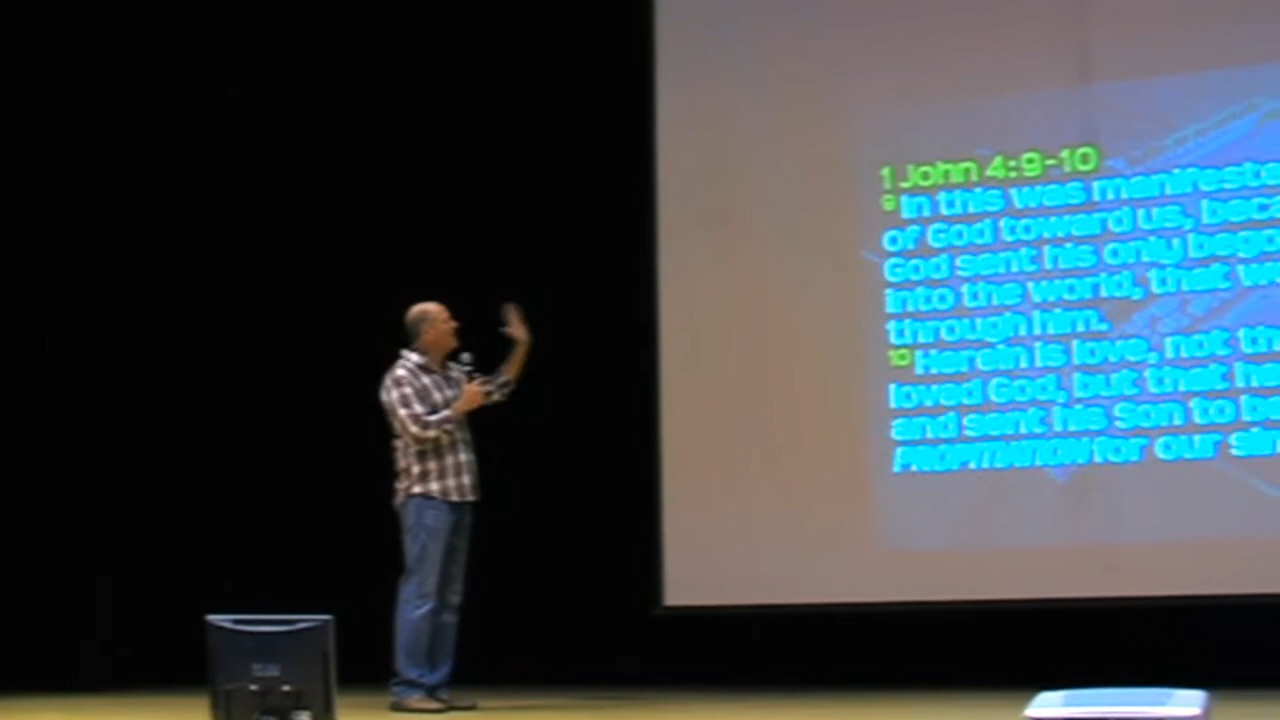 1 John 4:9-10
9 In this was manifeste
of God toward us, beca
God sent his only bego
into the world, that we
through him.
10 Herein is love, not th
loved God, but that he
and sent his Son to be
PROPITIATION for our sin